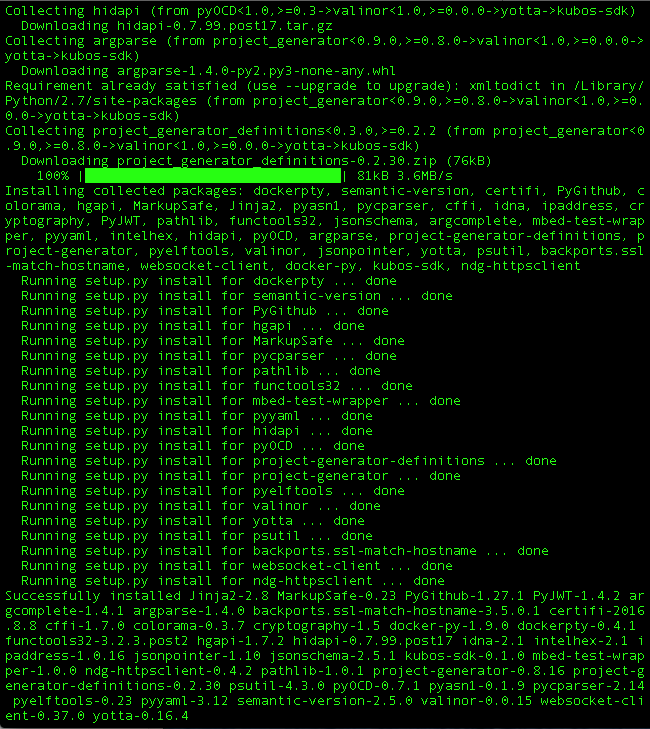 Collecting hidapi (from pyOCD<1.0,>=0.3->valinor<1.0,>=0.0.0->yotta->kubos-sdk)
  Downloading hidapi-0.7.99.post17.tar.gz
Collecting argparse (from project_generator<0.9.0,>=0.8.0->valinor<1.0,>=0.0.0->
yotta->kubos-sdk)
  Downloading argparse-1.4.0-py2.py3-none-any.whl
Requirement already satisfied (use --upgrade to upgrade): xmltodict in /Library/
Python/2.7/site-packages (from project_generator<0.9.0,>=0.8.0->valinor<1.0,>=0.
0.0->yotta->kubos-sdk)
Collecting project_generator_definitions<0.3.0,>=0.2.2 (from project_generator<0
.9.0,>=0.8.0->valinor<1.0,>=0.0.0->yotta->kubos-sdk)
  Downloading project_generator_definitions-0.2.30.zip (76kB)
    100% |████████████████████████████████| 81kB 3.6MB/s
Installing collected packages: dockerpty, semantic-version, certifi, PyGithub, c
olorama, hgapi, MarkupSafe, Jinja2, pyasn1, pycparser, cffi, idna, ipaddress, cr
yptography, PyJWT, pathlib, functools32, jsonschema, argcomplete, mbed-test-wrap
per, pyyaml, intelhex, hidapi, pyOCD, argparse, project-generator-definitions, p
roject-generator, pyelftools, valinor, jsonpointer, yotta, psutil, backports.ssl
-match-hostname, websocket-client, docker-py, kubos-sdk, ndg-httpsclient
  Running setup.py install for dockerpty ... done
  Running setup.py install for semantic-version ... done
  Running setup.py install for PyGithub ... done
  Running setup.py install for hgapi ... done
  Running setup.py install for MarkupSafe ... done
  Running setup.py install for pycparser ... done
  Running setup.py install for pathlib ... done
  Running setup.py install for functools32 ... done
  Running setup.py install for mbed-test-wrapper ... done
  Running setup.py install for pyyaml ... done
  Running setup.py install for hidapi ... done
  Running setup.py install for pyOCD ... done
  Running setup.py install for project-generator-definitions ... done
  Running setup.py install for project-generator ... done
  Running setup.py install for pyelftools ... done
  Running setup.py install for valinor ... done
  Running setup.py install for yotta ... done
  Running setup.py install for psutil ... done
  Running setup.py install for backports.ssl-match-hostname ... done
  Running setup.py install for websocket-client ... done
  Running setup.py install for ndg-httpsclient ... done
Successfully installed Jinja2-2.8 MarkupSafe-0.23 PyGithub-1.27.1 PyJWT-1.4.2 ar
gcomplete-1.4.1 argparse-1.4.0 backports.ssl-match-hostname-3.5.0.1 certifi-2016
.8.8 cffi-1.7.0 colorama-0.3.7 cryptography-1.5 docker-py-1.9.0 dockerpty-0.4.1
functools32-3.2.3.post2 hgapi-1.7.2 hidapi-0.7.99.post17 idna-2.1 intelhex-2.1 i
paddress-1.0.16 jsonpointer-1.10 jsonschema-2.5.1 kubos-sdk-0.1.0 mbed-test-wrap
per-1.0.0 ndg-httpsclient-0.4.2 pathlib-1.0.1 project-generator-0.8.16 project-g
enerator-definitions-0.2.30 psutil-4.3.0 pyOCD-0.7.1 pyasn1-0.1.9 pycparser-2.14
 pyelftools-0.23 pyyaml-3.12 semantic-version-2.5.0 valinor-0.0.15 websocket-cli
ent-0.37.0 yotta-0.16.4